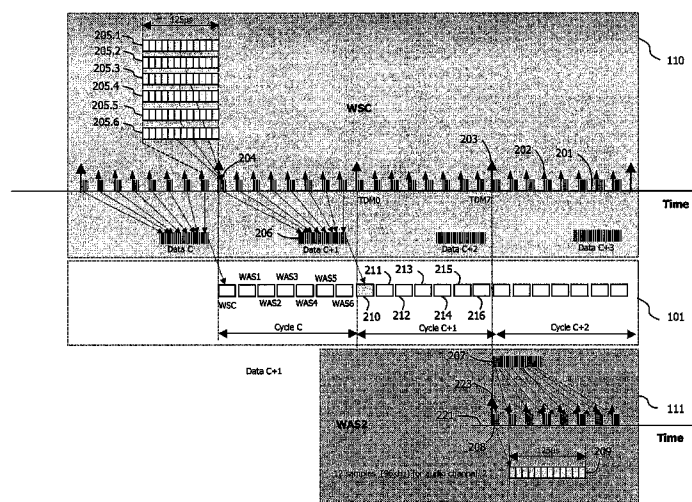 125µs
205.1
205.2
205.3
205.4
205.5
205.6
110
WSC
204
203
202
201
TDM0
TDM7
Time
206
Data C
Data C+1
Data C+2
Data C+3
WAS1
WAS3
WAS5
211
213
215
WSC
WAS2
WAS4
WAS6
210
212
214
216
101
Cycle C
Cycle C+1
Cycle C+2
207
Data C+1
223
111
WAS2
221
208
Time
209